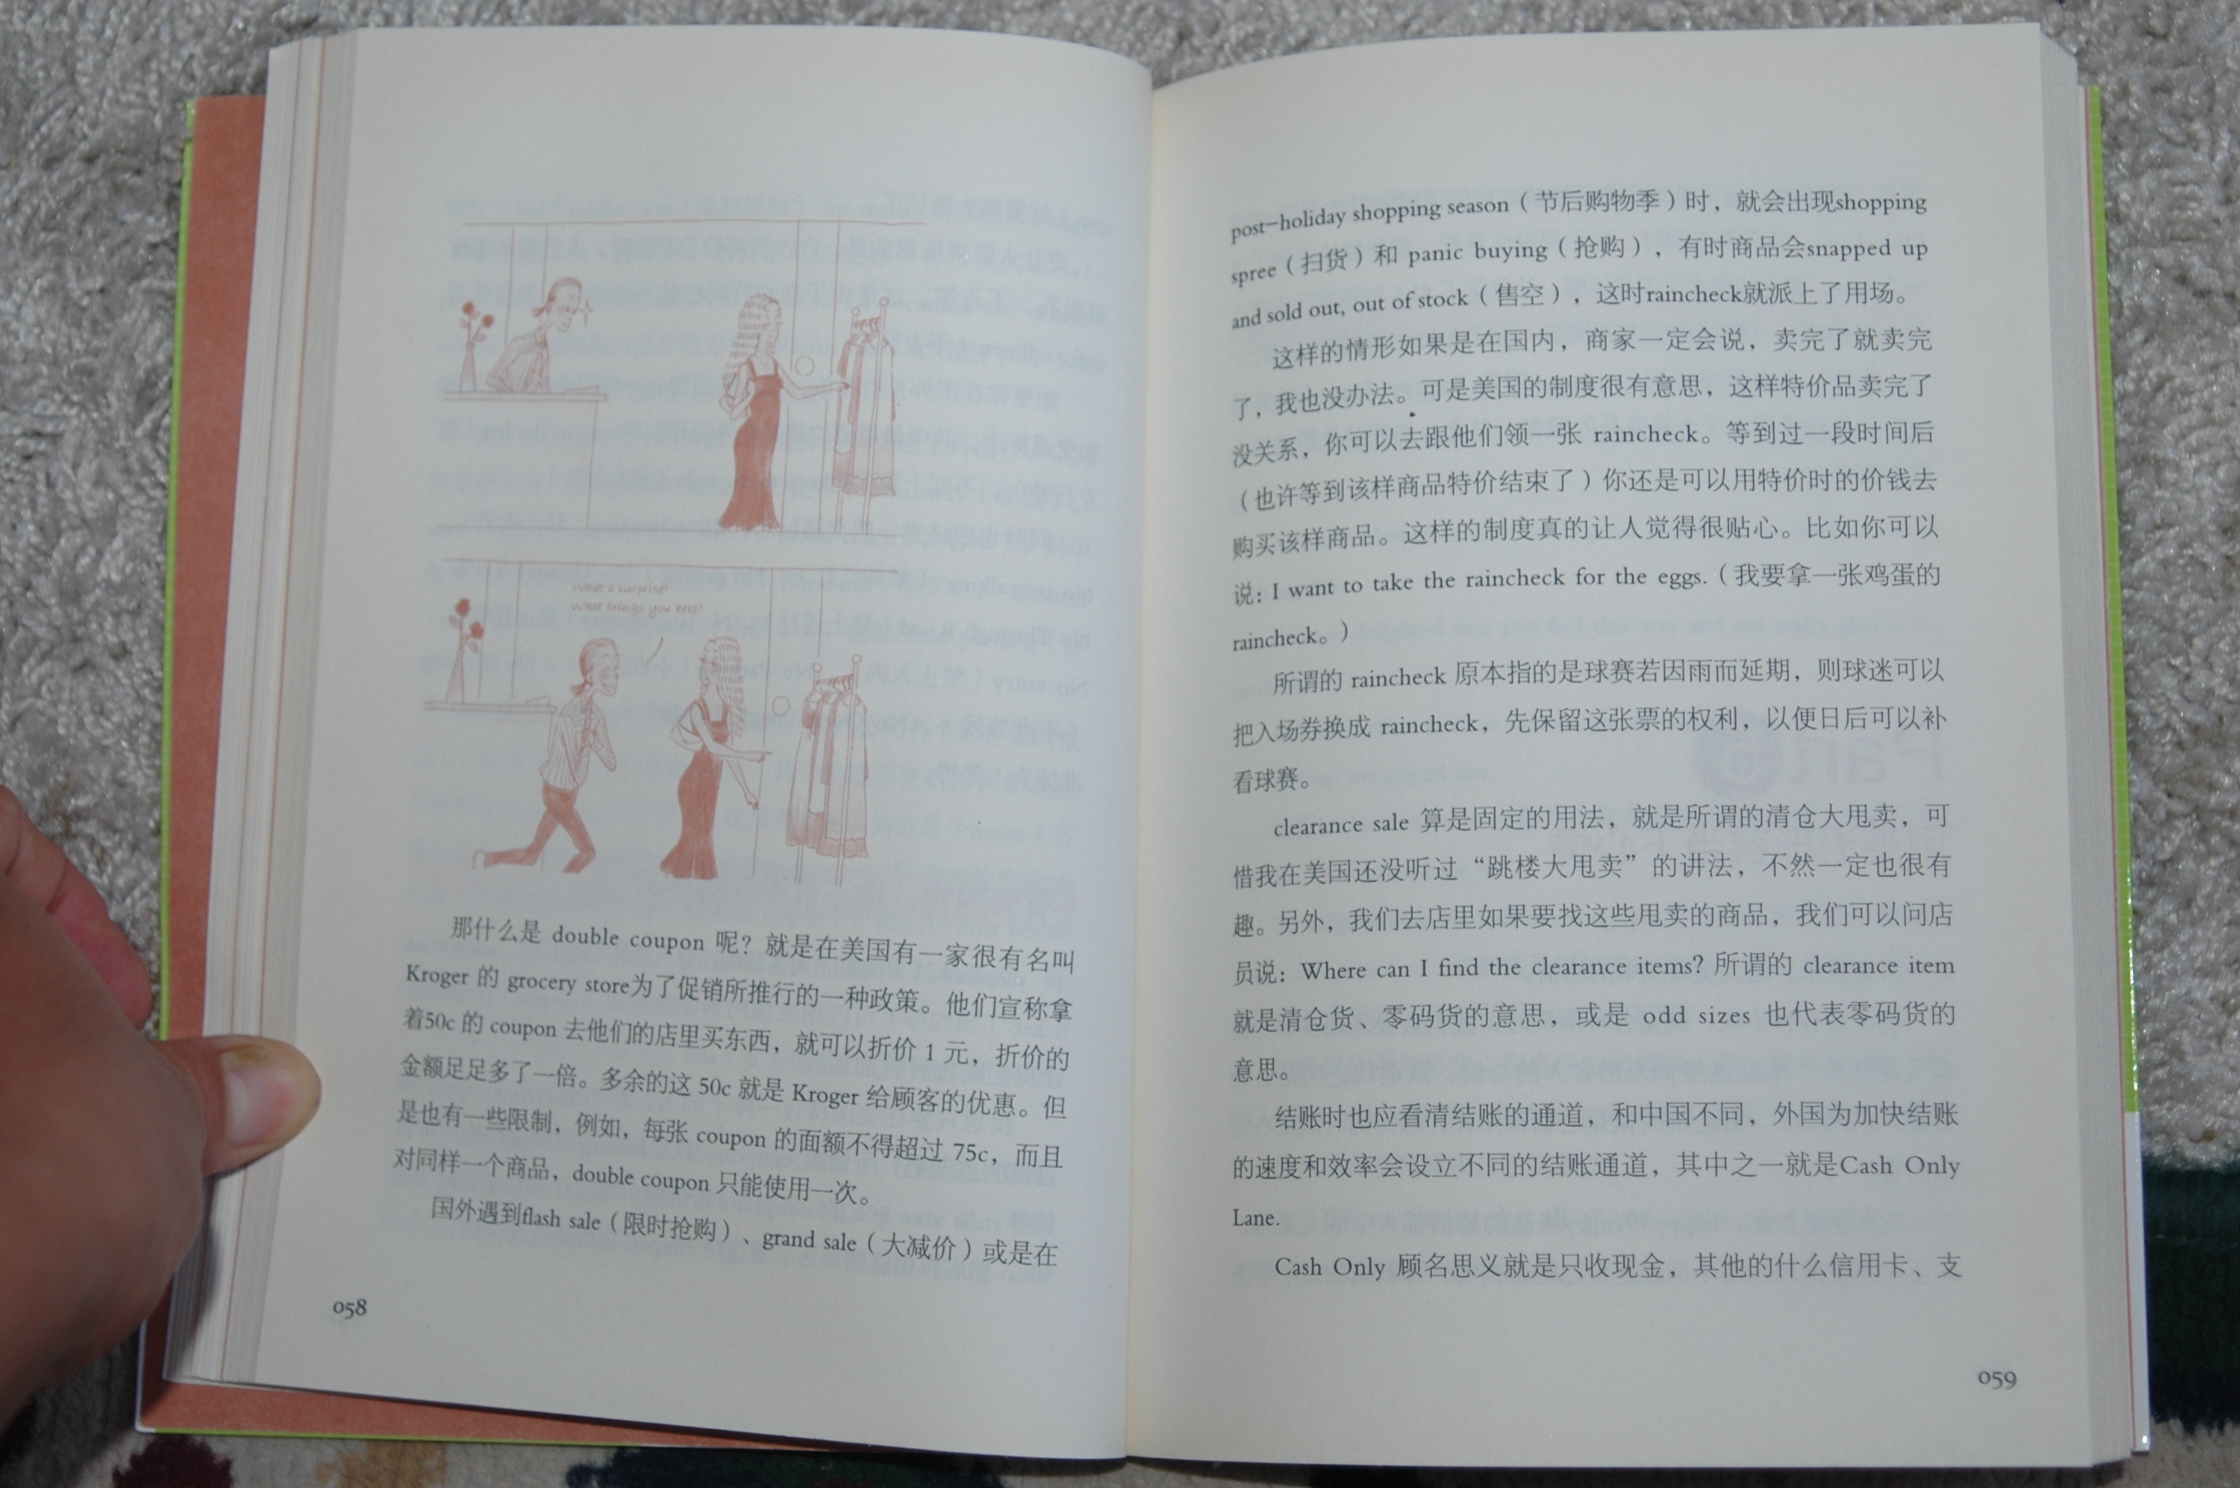 What a surprise!
What brings you here?
那什么是 double coupon 呢？就是在美国有一家很有名叫
Kroger 的 grocery store为了促销所推行的一种政策。他们宣称拿
着50c 的 coupon 去他们的店里买东西，就可以折价 1 元，折价的
金额足足多了一倍。多余的这 50c 就是 Kroger 给顾客的优惠。但
是也有一些限制，例如，每张 coupon 的面额不得超过 75c，而且
对同样一个商品，double coupon 只能使用一次。
国外遇到flash sale（限时抢购）、grand sale（大减价）或是在
058
post-holiday shopping season（节后购物季）时，就会出现shopping
spree（扫货）和 panic buying（抢购），有时商品会snapped up
and sold out, out of stock（售空），这时raincheck就派上了用场。
这样的情形如果是在国内，商家一定会说，卖完了就卖完
了，我也没办法。可是美国的制度很有意思，这样特价品卖完了
没关系，你可以去跟他们领一张 raincheck。等到过一段时间后
（也许等到该样商品特价结束了）你还是可以用特价时的价钱去
购买该样商品。这样的制度真的让人觉得很贴心。比如你可以
说：I want to take the raincheck for the eggs.（我要拿一张鸡蛋的
raincheck。）
所谓的 raincheck 原本指的是球赛若因雨而延期，则球迷可以
把入场券换成 raincheck，先保留这张票的权利，以便日后可以补
看球赛。
clearance sale 算是固定的用法，就是所谓的清仓大甩卖，可
惜我在美国还没听过“跳楼大甩卖”的讲法，不然一定也很有
趣。另外，我们去店里如果要找这些甩卖的商品，我们可以问店
员说：Where can I find the clearance items? 所谓的 clearance item
就是清仓货、零码货的意思，或是 odd sizes 也代表零码货的
意思。
结账时也应看清结账的通道，和中国不同，外国为加快结账
的速度和效率会设立不同的结账通道，其中之一就是Cash Only
Lane.
Cash Only 顾名思义就是只收现金，其他的什么信用卡、支
059